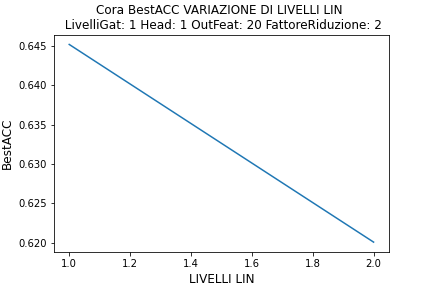 Cora BestACC VARIAZIONE DI LIVELLI LIN
LivelliGat: 1 Head: 1 OutFeat: 20 FattoreRiduzione: 2
0.645
0.640
0.635
0.630
0.625
0.620
BestACC
1.0 1.2 1.4 1.6 1.8 2.0
LIVELLI LIN